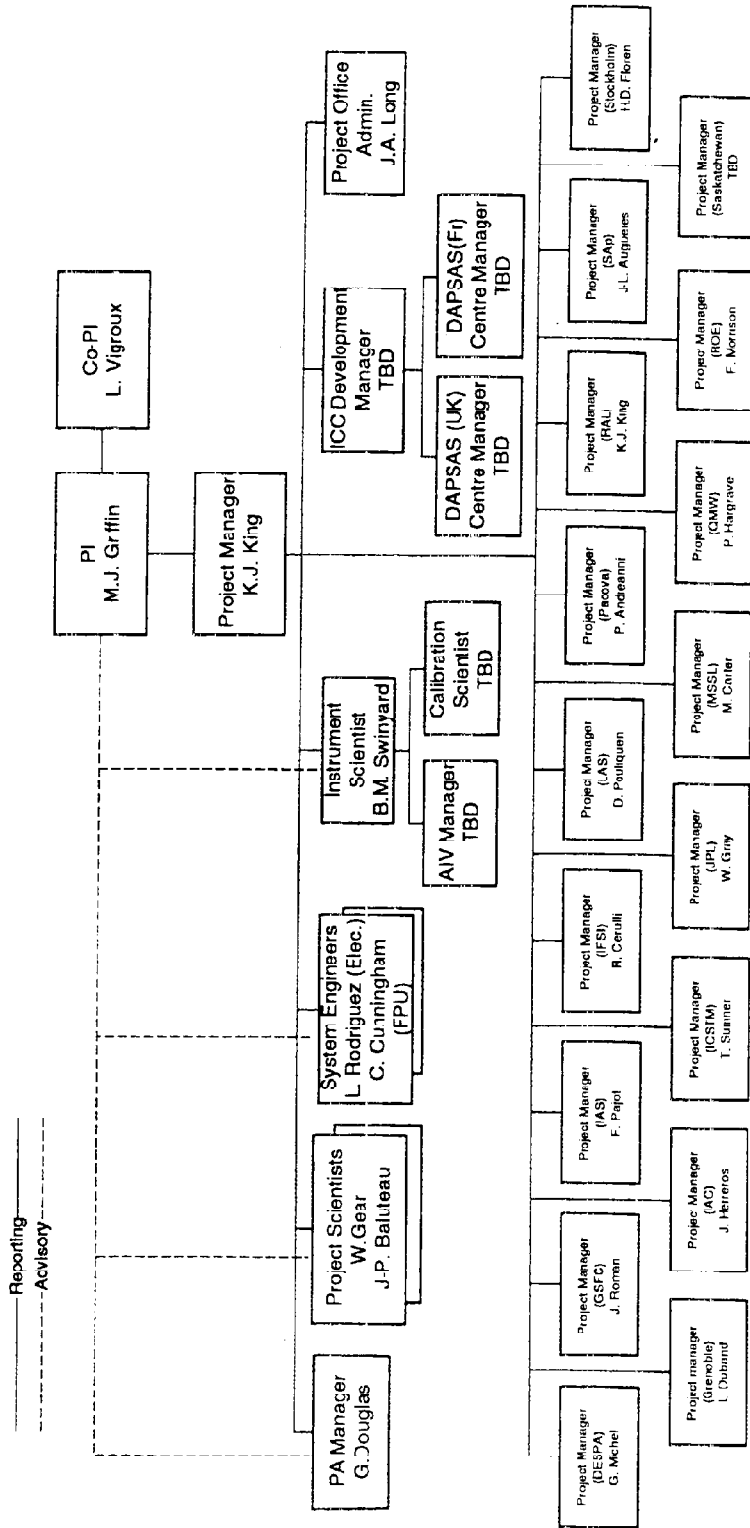 Reporting
Advisory
PI
M.J. Griffin
Co-PI
L. Vigroux
Project Manager
K.J. King
PA Manager
G.Douglas
Project Scientists
W.Gear
J-P. Baluteau
System Engineers
L. Rodriguez (Elec.)
C. Cunningham
(FPU)
Instrument
Scientist
B.M. Swinyard
ICC Development
Manager
TBD
Project Office
Admin.
J.A. Long
AIV Manager
TBD
Calibration
Scientist
TBD
DAPSAS (UK)
Centre Manager
TBD
DAPSAS(Fr)
Centre Manager
TBD
Project Manager
(DESPA)
G. Michel
Project Manager
(GSFC)
J. Roman
Project Manager
(IAS)
F. Pajot
Project Manager
(IFSI)
R. Cerulli
Project Manager
(LAS)
D. Pouliquen
Project Manager
(Padova)
P. Andreanni
Project Manager
(RAL)
K.J. King
Project Manager
(SAp)
J-L. Augueres
Project Manager
(Stockholm)
H.D. Floren
Project manager
(Grenoble)
L. Duband
Project Manager
(IAC)
J. Herreros
Project Manager
(ICSTM)
T. Sumner
Project Manager
(JPL)
W. Gray
Project Manager
(MSSL)
M. Carter
Project Manager
(QMW)
P. Hargrave
Project Manager
(ROE)
F. Morrison
Project Manager
(Saskatchewan)
TBD